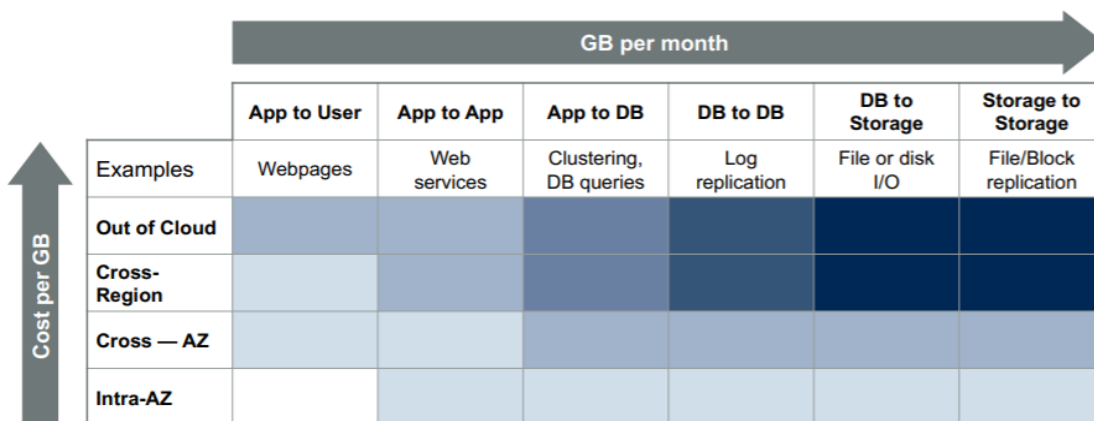 GB per month
App to User
App to App
App to DB
DB to DB
DB to
Storage
Storage to
Storage
Examples
Webpages
Web
services
Clustering,
DB queries
Log
replication
File or disk
I/O
File/Block
replication
Cost per GB
Out of Cloud
Cross-
Region
Cross — AZ
Intra-AZ